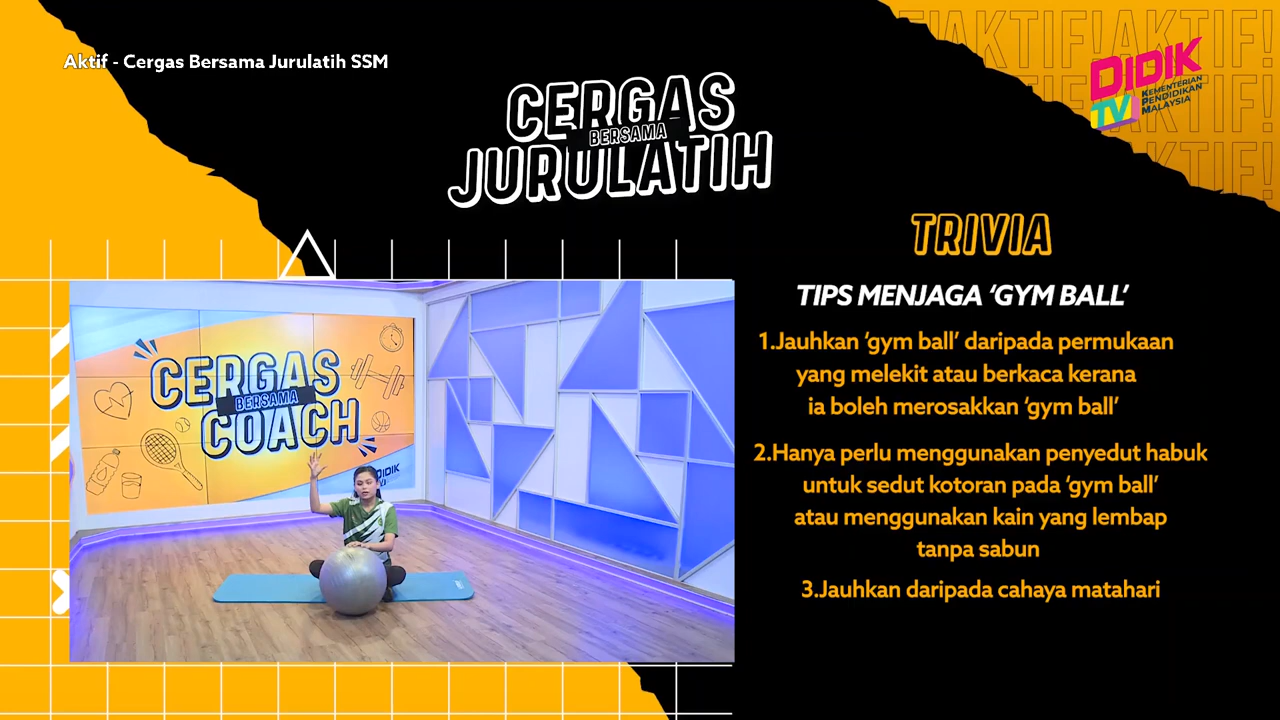 AKTIF!AKTIF!
Aktif - Cergas Bersama Jurulatih SSM
DIDIK
TV
KEMENTERIAN
PENDIDIKAN
MALAYSIA
AKTIF!
AKTIF!
CERGAS
BERSAMA
JURULATIH
TRIVIA
TIPS MENJAGA ‘GYM BALL’
1.Jauhkan ‘gym ball’ daripada permukaan
yang melekit atau berkaca kerana
ia boleh merosakkan ‘gym ball’
2.Hanya perlu menggunakan penyedut habuk
untuk sedut kotoran pada ‘gym ball’
atau menggunakan kain yang lembap
tanpa sabun
3.Jauhkan daripada cahaya matahari
CERGAS
BERSAMA
COACH
DIDIK
TV